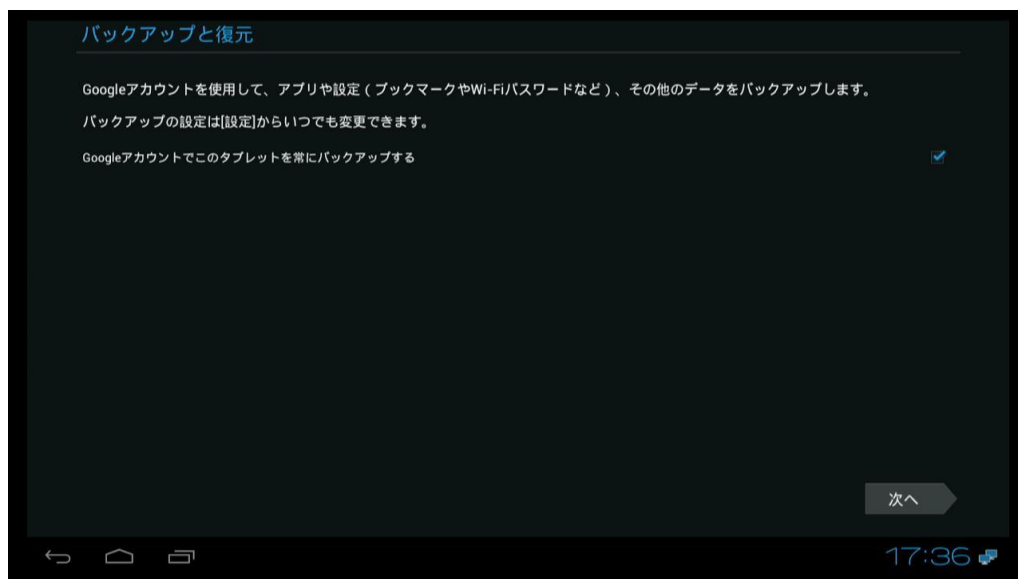 バックアップと復元
Googleアカウントを使用して、アプリや設定 ( ブックマークやWi-Fiパスワードなど ) 、その他のデータをバックアップします。
バックアップの設定は[設定]からいつでも変更できます。
Googleアカウントでこのタブレットを常にバックアップする
次へ
17:36